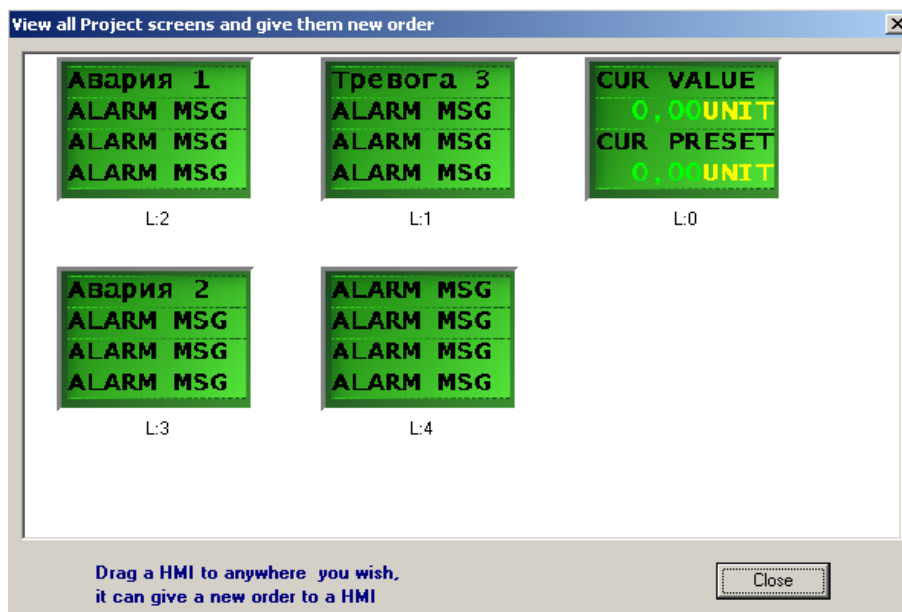 View all Project screens and give them new order
Авария 1
ALARM MSG
ALARM MSG
ALARM MSG
L:2
Тревога 3
ALARM MSG
ALARM MSG
ALARM MSG
L:1
CUR VALUE
0,00UNIT
CUR PRESET
0,00UNIT
L:0
Авария 2
ALARM MSG
ALARM MSG
ALARM MSG
L:3
ALARM MSG
ALARM MSG
ALARM MSG
ALARM MSG
L:4
Drag a HMI to anywhere you wish,
it can give a new order to a HMI
Close